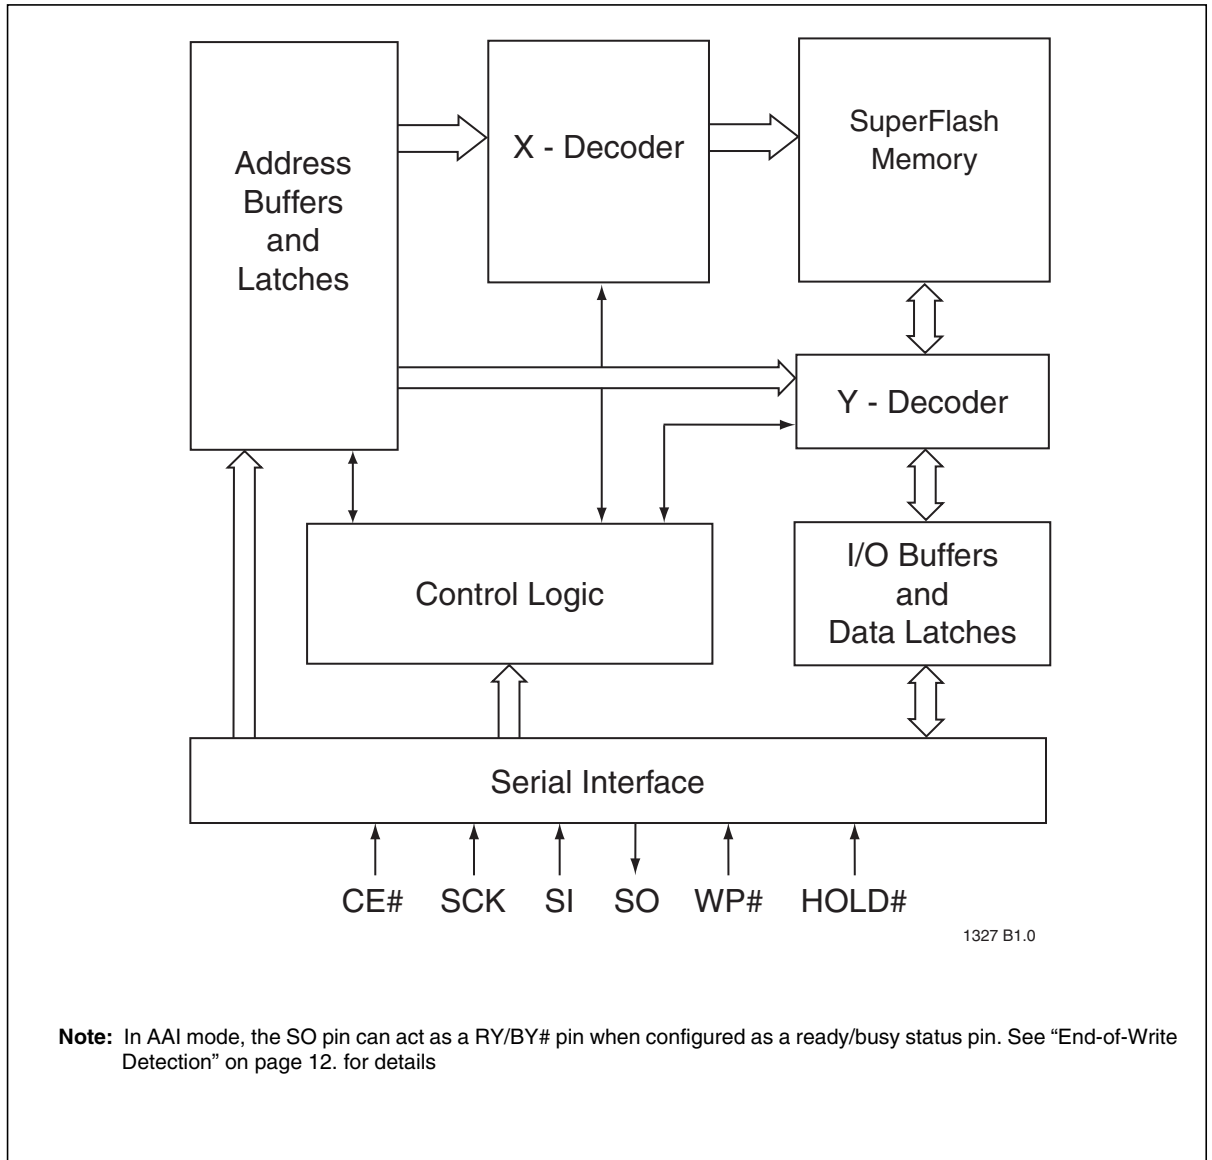 Address
Buffers
and
Latches
X - Decoder
SuperFlash
Memory
Y - Decoder
Control Logic
I/O Buffers
and
Data Latches
Serial Interface
CE# SCK SI SO WP# HOLD#
1327 B1.0
Note: In AAI mode, the SO pin can act as a RY/BY# pin when configured as a ready/busy status pin. See “End-of-Write
Detection” on page 12. for details